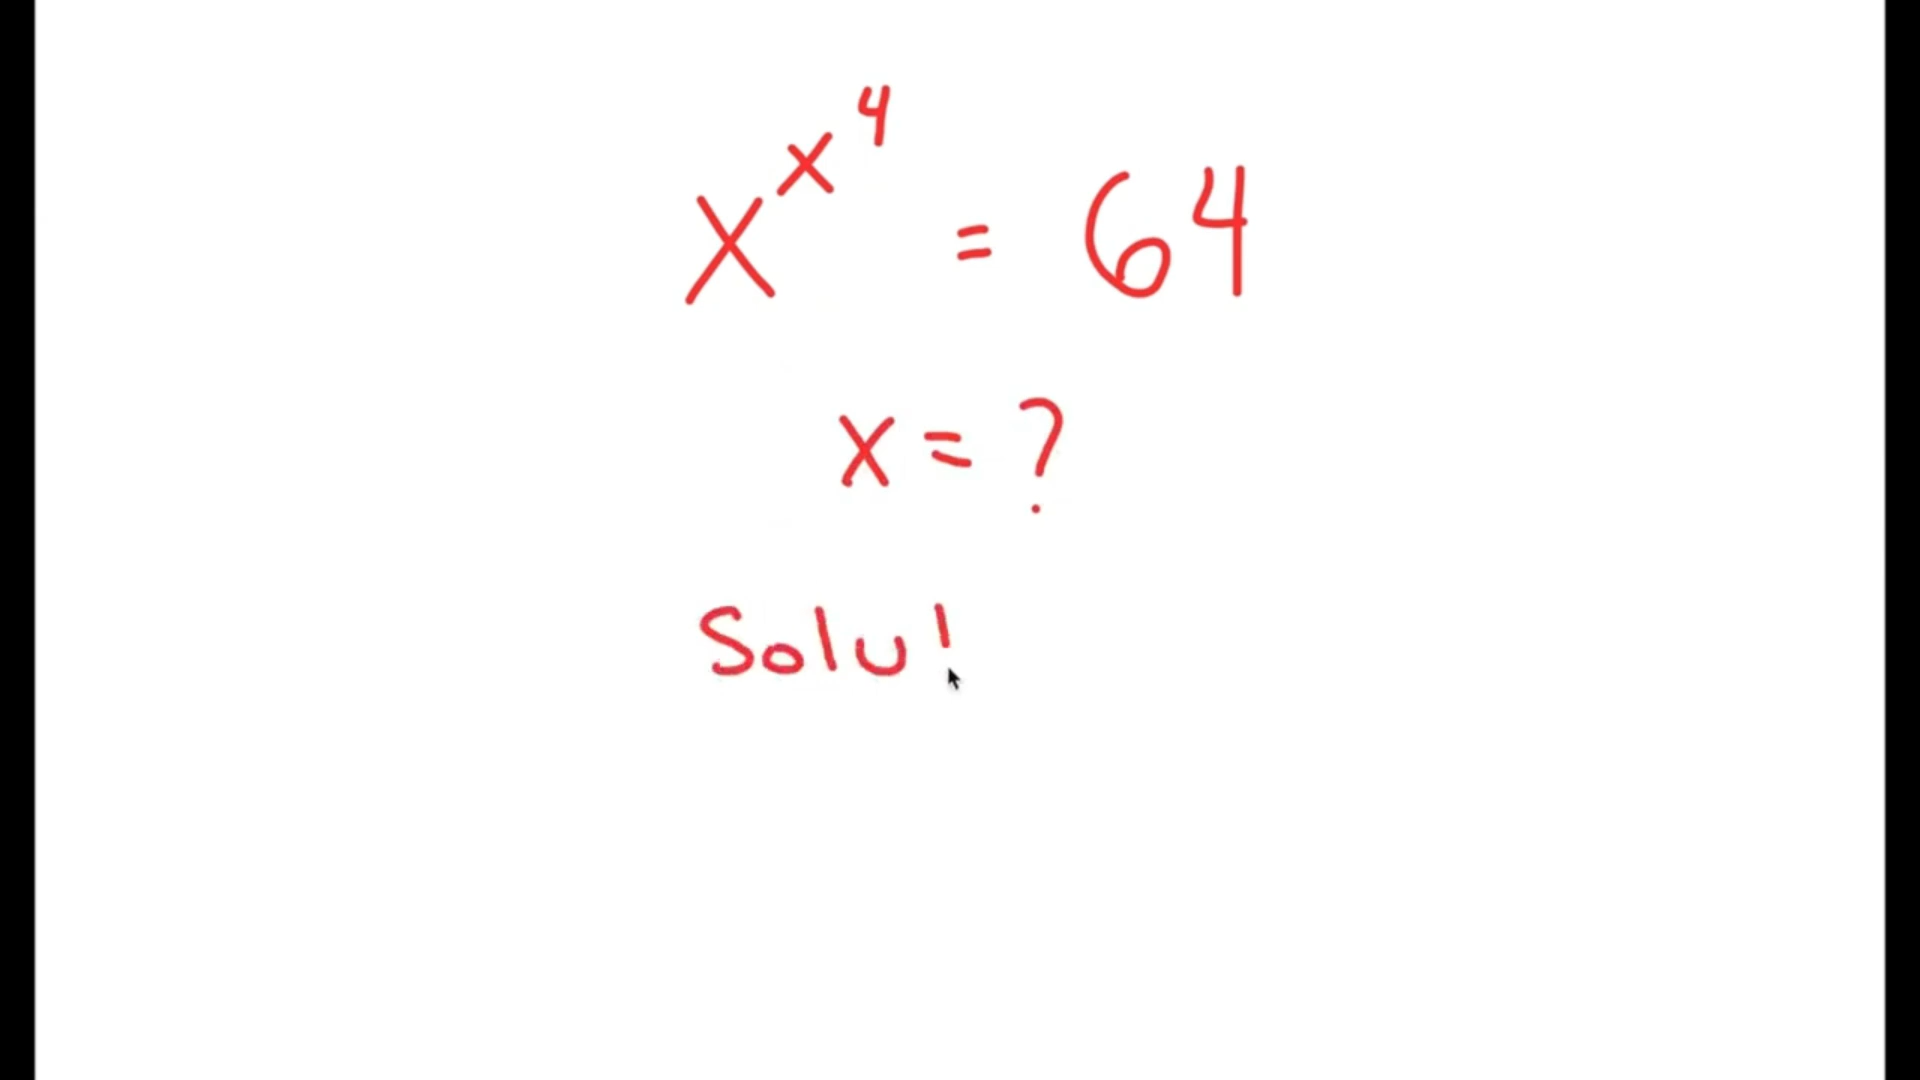 x^{x^4} = 64
x = ?
Solu!